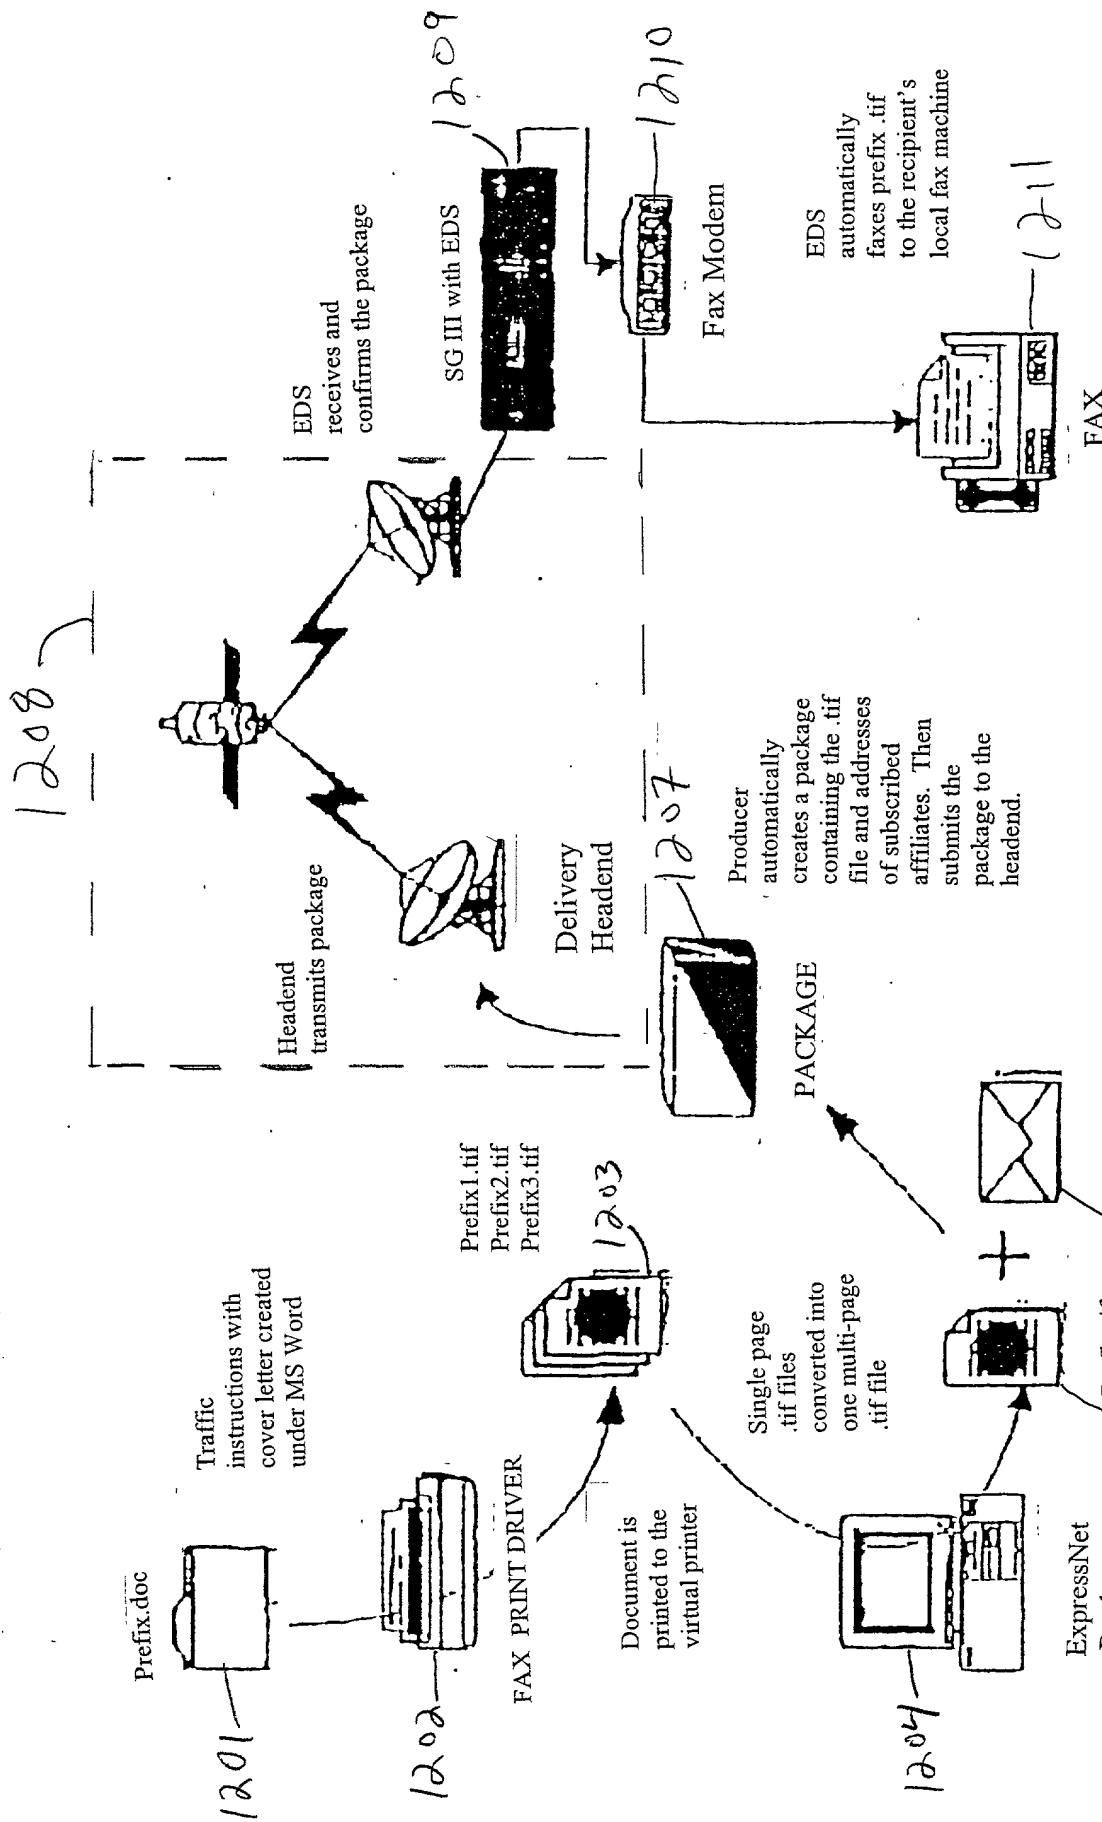 1201
Prefix.doc
Traffic
instructions with
cover letter created
under MS Word
1202
FAX PRINT DRIVER
Document is
printed to the
virtual printer
Prefix1.tif
Prefix2.tif
Prefix3.tif
1203
1204
ExpressNet
Single page
.tif files
converted into
one multi-page
.tif file
+
PACKAGE
1207
Producer
automatically
creates a package
containing the .tif
file and addresses
of subscribed
affiliates. Then
submits the
package to the
headend.
1208
Headend
transmits package
Delivery
Headend
EDS
receives and
confirms the package
SG III with EDS
1209
Fax Modem
1210
EDS
automatically
faxes prefix .tif
to the recipient's
local fax machine
1211
FAX